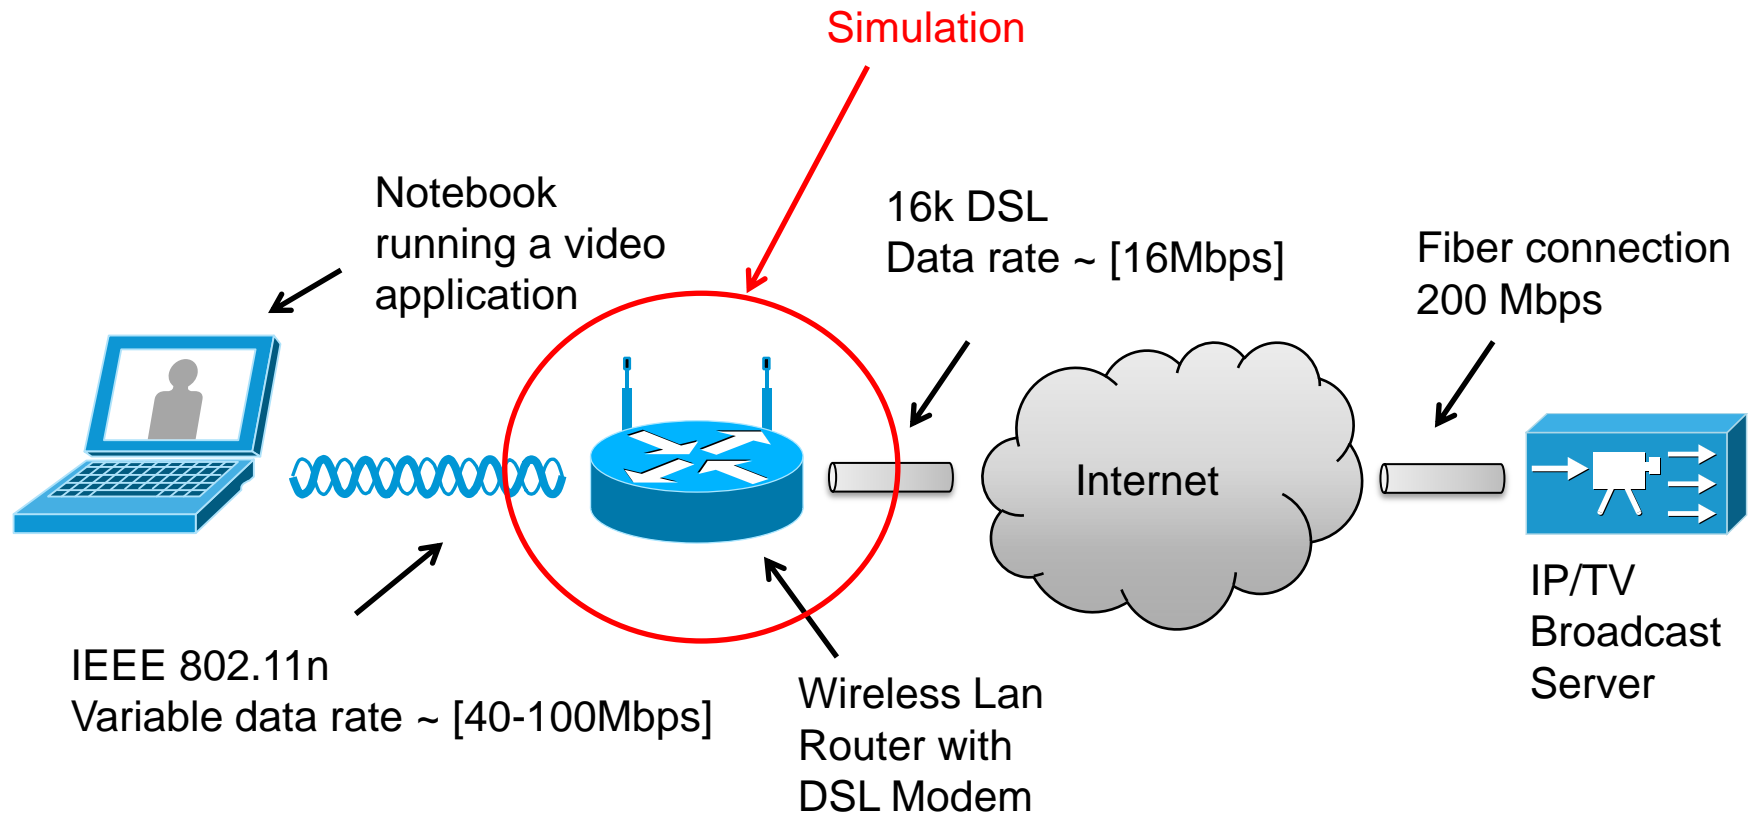 Simulation
Notebook
running a video
application
16k DSL
Data rate ~ [16Mbps]
Fiber connection
200 Mbps
Internet
IEEE 802.11n
Variable data rate ~ [40-100Mbps]
Wireless Lan
Router with
DSL Modem
IP/TV
Broadcast
Server